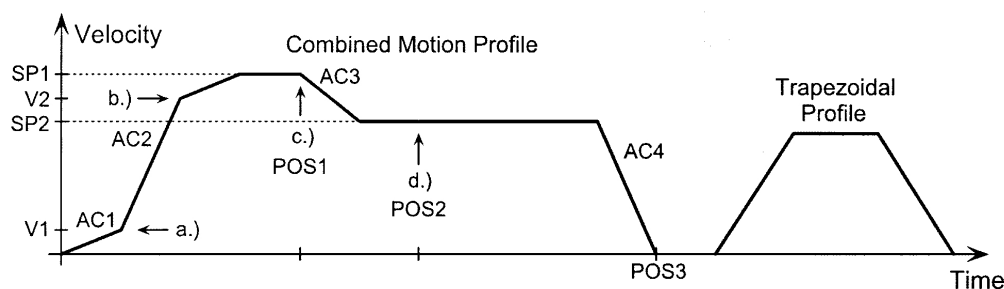 Velocity
Combined Motion Profile
SP1
AC3
Trapezoidal
Profile
V2
b.)
SP2
AC2
c.)
POS1
AC4
d.)
POS2
AC1
V1
a.)
POS3
Time